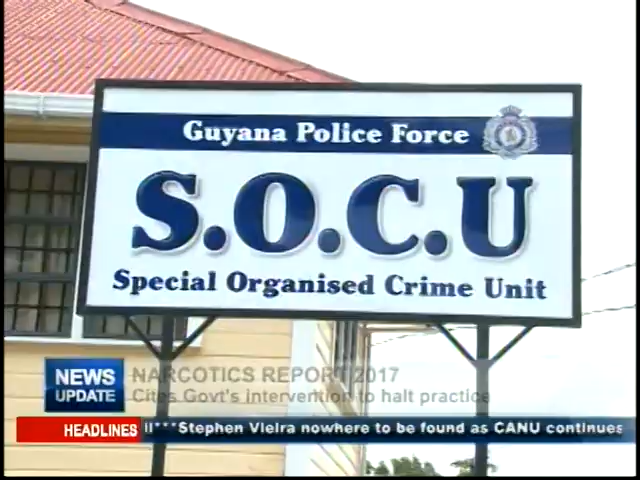 Guyana Police Force
S.O.C.U
Special Organised Crime Unit
NEWS
UPDATE
NARCOTICS REPORT 2017
Cites Govt's intervention to halt practice
HEADLINES
***Stephen Vieira nowhere to be found as CANU continues